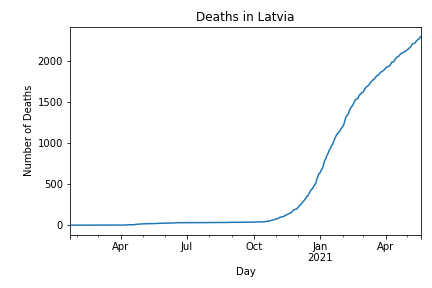 Deaths in Latvia
Number of Deaths
2000
1500
1000
500
0
Apr Jul Oct Jan Apr
2021
Day